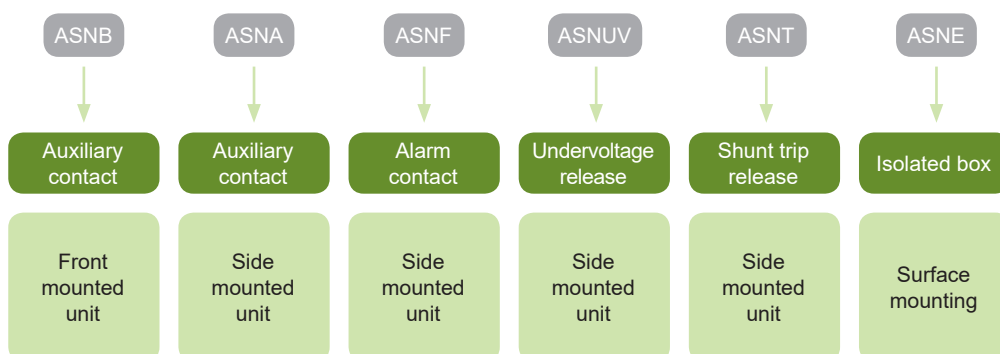 ASNB
ASNA
ASNF
ASNUV
ASNT
ASNE
Auxiliary
contact
Auxiliary
contact
Alarm
contact
Undervoltage
release
Shunt trip
release
Isolated box
Front
mounted
unit
Side
mounted
unit
Side
mounted
unit
Side
mounted
unit
Side
mounted
unit
Surface
mounting